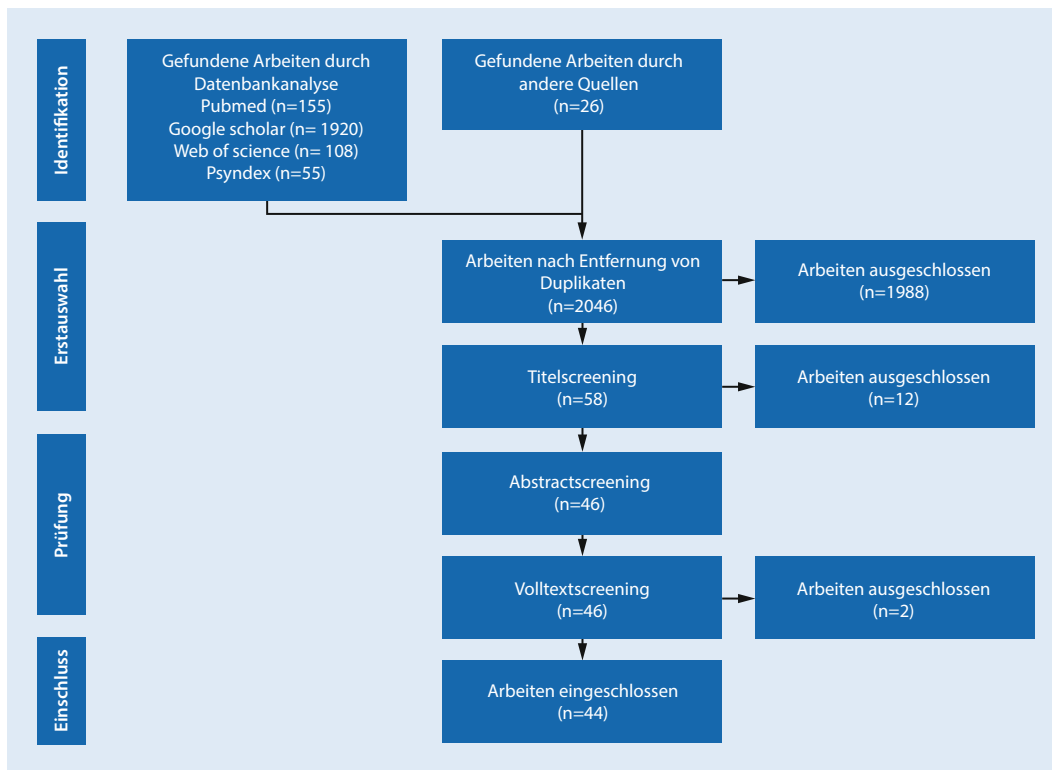 Identifikation
Gefundene Arbeiten durch
Datenbankanalyse
Pubmed (n=155)
Google scholar (n= 1920)
Web of science (n= 108)
Psyndex (n=55)
Gefundene Arbeiten durch
andere Quellen
(n=26)
Erstauswahl
Arbeiten nach Entfernung von
Duplikaten
(n=2046)
Arbeiten ausgeschlossen
(n=1988)
Titelscreening
(n=58)
Arbeiten ausgeschlossen
(n=12)
Prüfung
Abstractscreening
(n=46)
Volltextscreening
(n=46)
Arbeiten ausgeschlossen
(n=2)
Einschluss
Arbeiten eingeschlossen
(n=44)